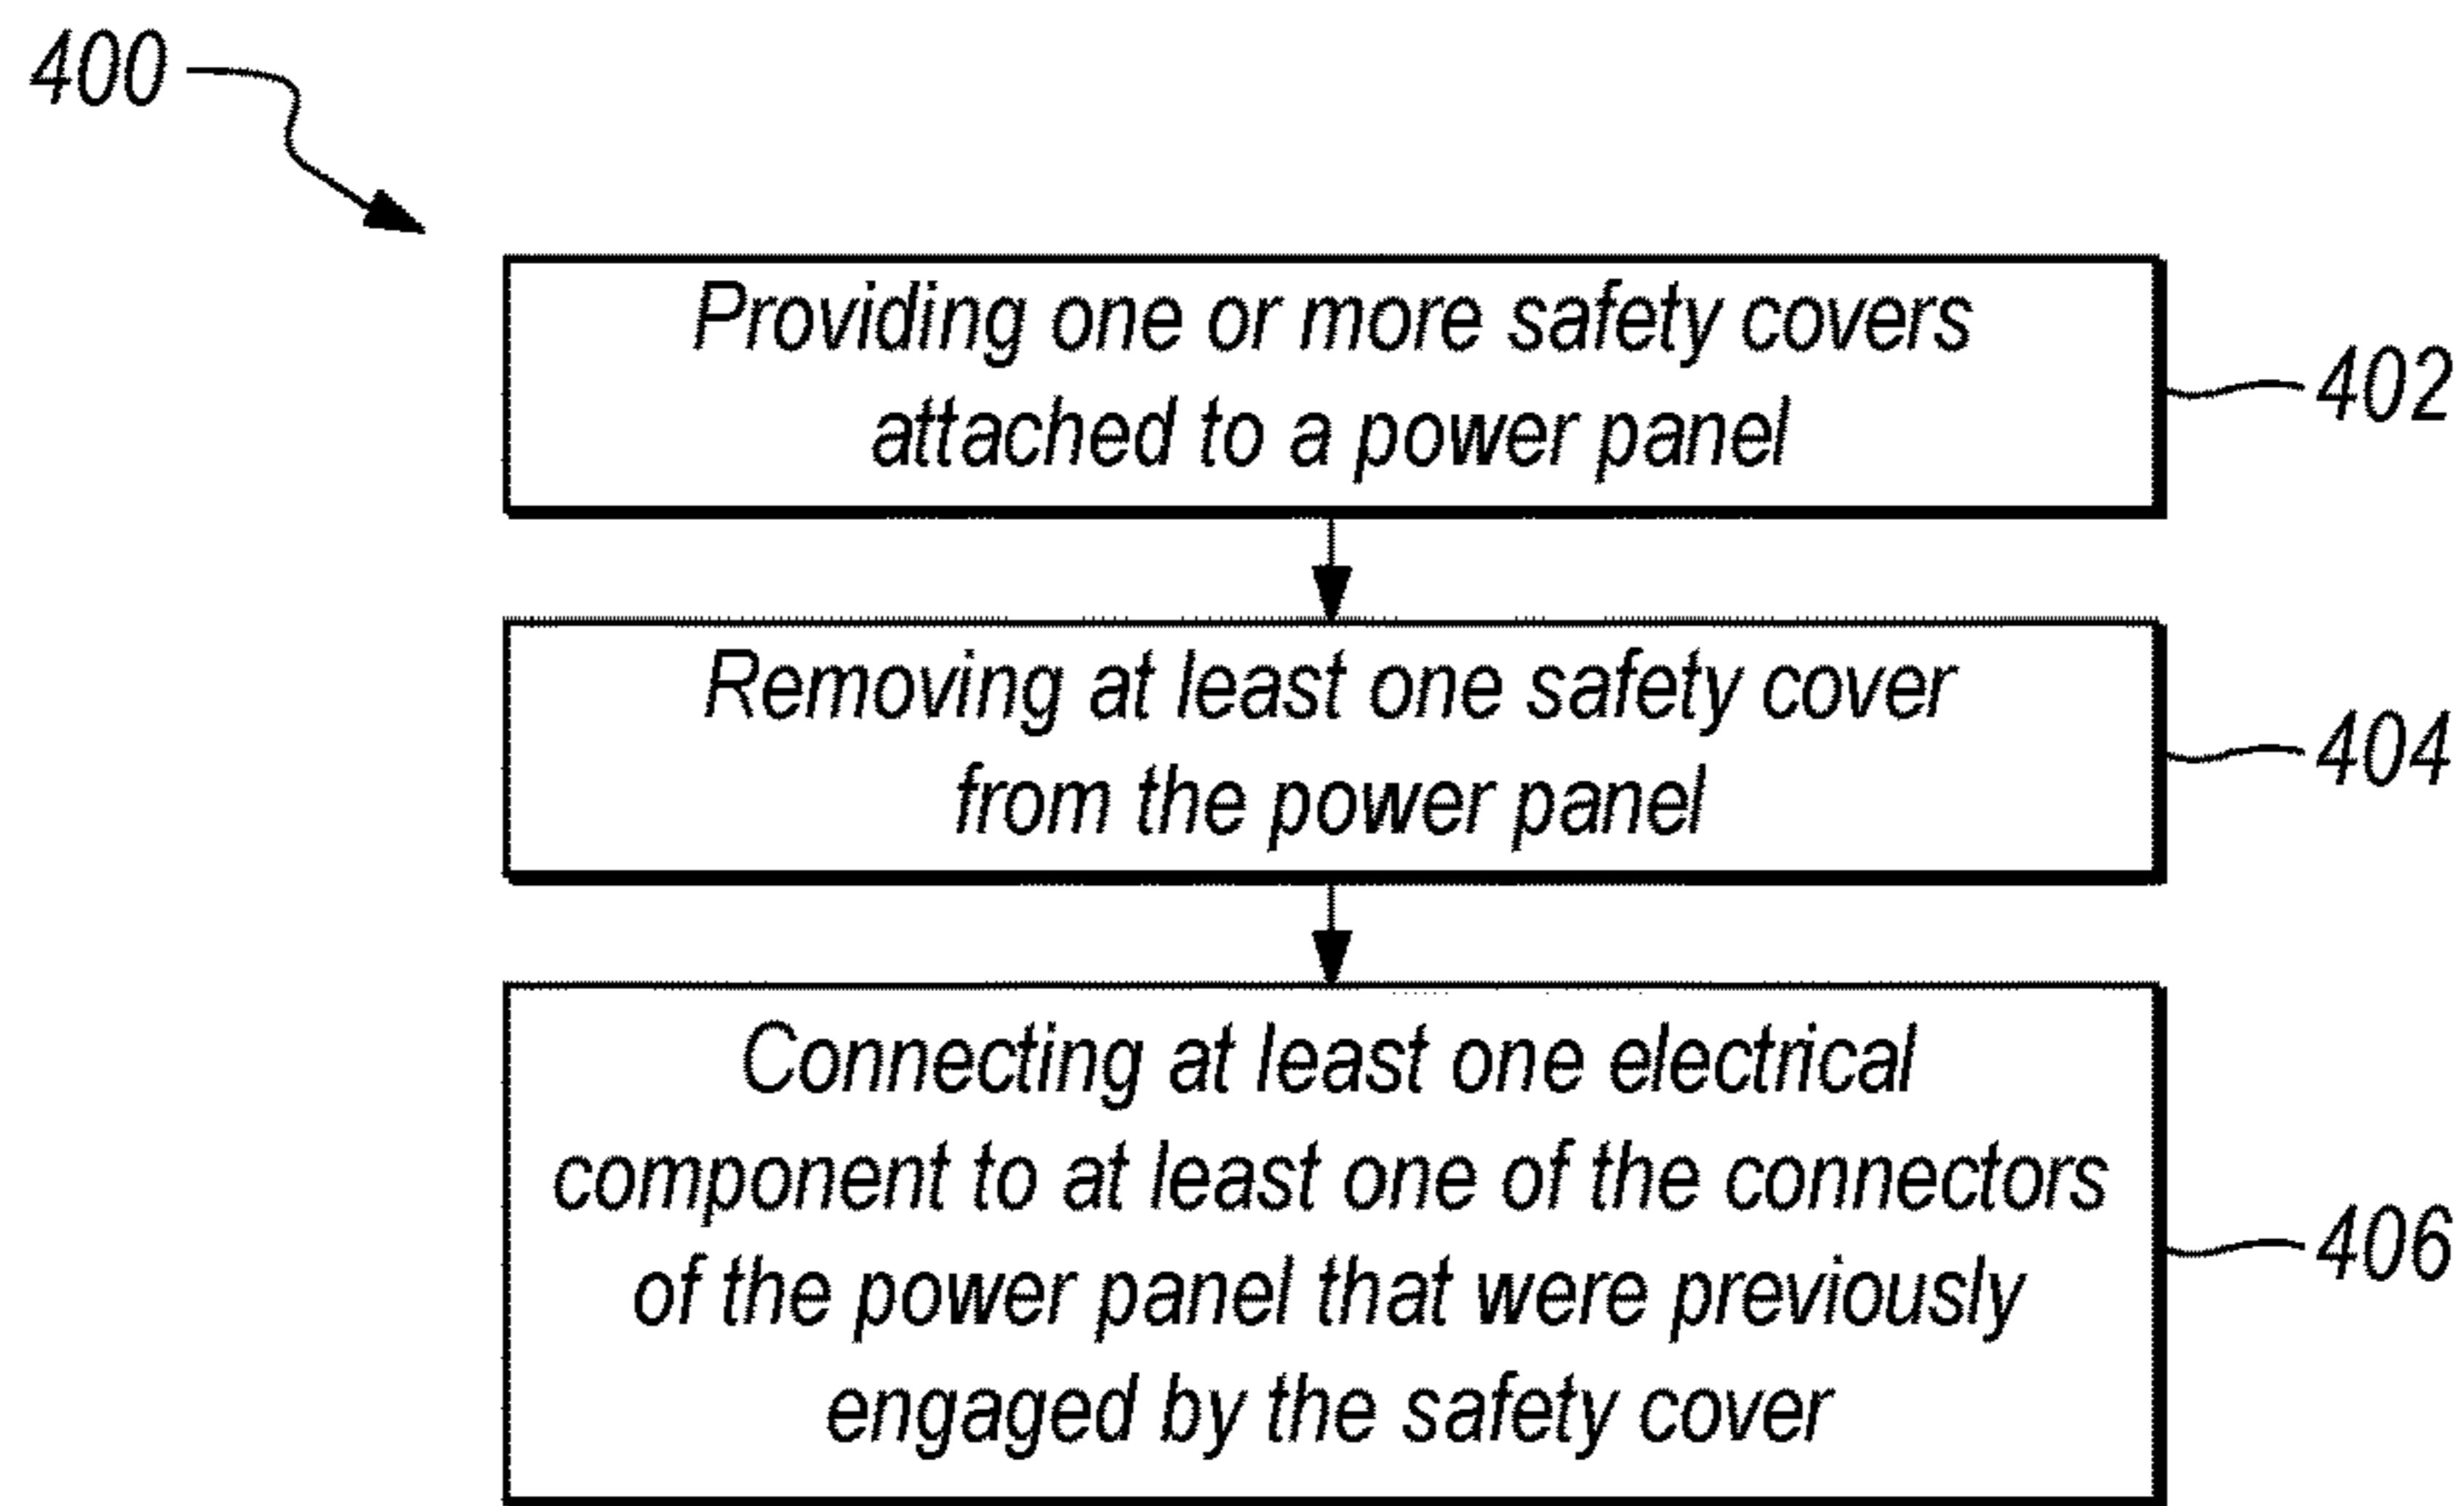 400
Providing one or more safety covers
attached to a power panel
402
Removing at least one safety cover
from the power panel
404
Connecting at least one electrical
component to at least one of the connectors
of the power panel that were previously
engaged by the safety cover
406